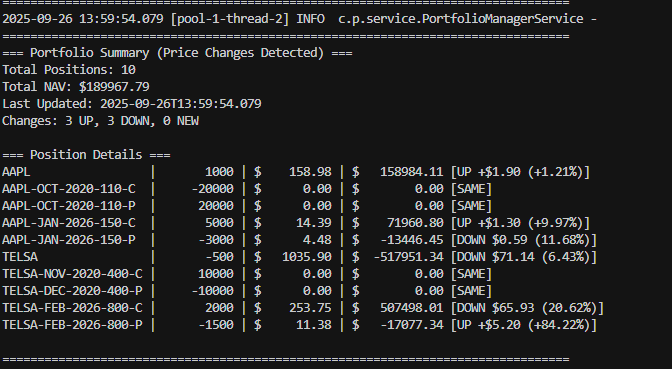 ======================================================================
2025-09-26 13:59:54.079 [pool-1-thread-2] INFO  c.p.service.PortfolioManagerService -
======================================================================
=== Portfolio Summary (Price Changes Detected) ===
Total Positions: 10
Total NAV: $189967.79
Last Updated: 2025-09-26T13:59:54.079
Changes: 3 UP, 3 DOWN, 0 NEW

=== Position Details ===
AAPL                 |       1000 | $     158.98 | $    158984.11 [UP +$1.90 (+1.21%)]
AAPL-OCT-2020-110-C  |     -20000 | $       0.00 | $         0.00 [SAME]
AAPL-OCT-2020-110-P  |      20000 | $       0.00 | $         0.00 [SAME]
AAPL-JAN-2026-150-C  |       5000 | $      14.39 | $     71960.80 [UP +$1.30 (+9.97%)]
AAPL-JAN-2026-150-P  |      -3000 | $       4.48 | $    -13446.45 [DOWN $0.59 (11.68%)]
TELSA                |       -500 | $    1035.90 | $   -517951.34 [DOWN $71.14 (6.43%)]
TELSA-NOV-2020-400-C |      10000 | $       0.00 | $         0.00 [SAME]
TELSA-DEC-2020-400-P |     -10000 | $       0.00 | $         0.00 [SAME]
TELSA-FEB-2026-800-C |       2000 | $     253.75 | $    507498.01 [DOWN $65.93 (20.62%)]
TELSA-FEB-2026-800-P |      -1500 | $      11.38 | $    -17077.34 [UP +$5.20 (+84.22%)]

======================================================================